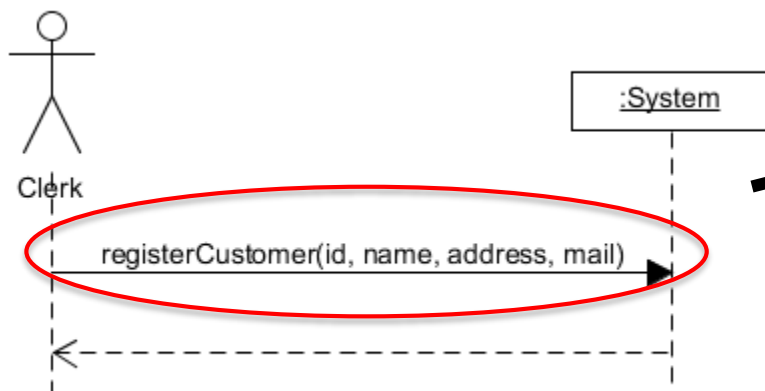 :System
Clerk
registerCustomer(id, name, address, mail)